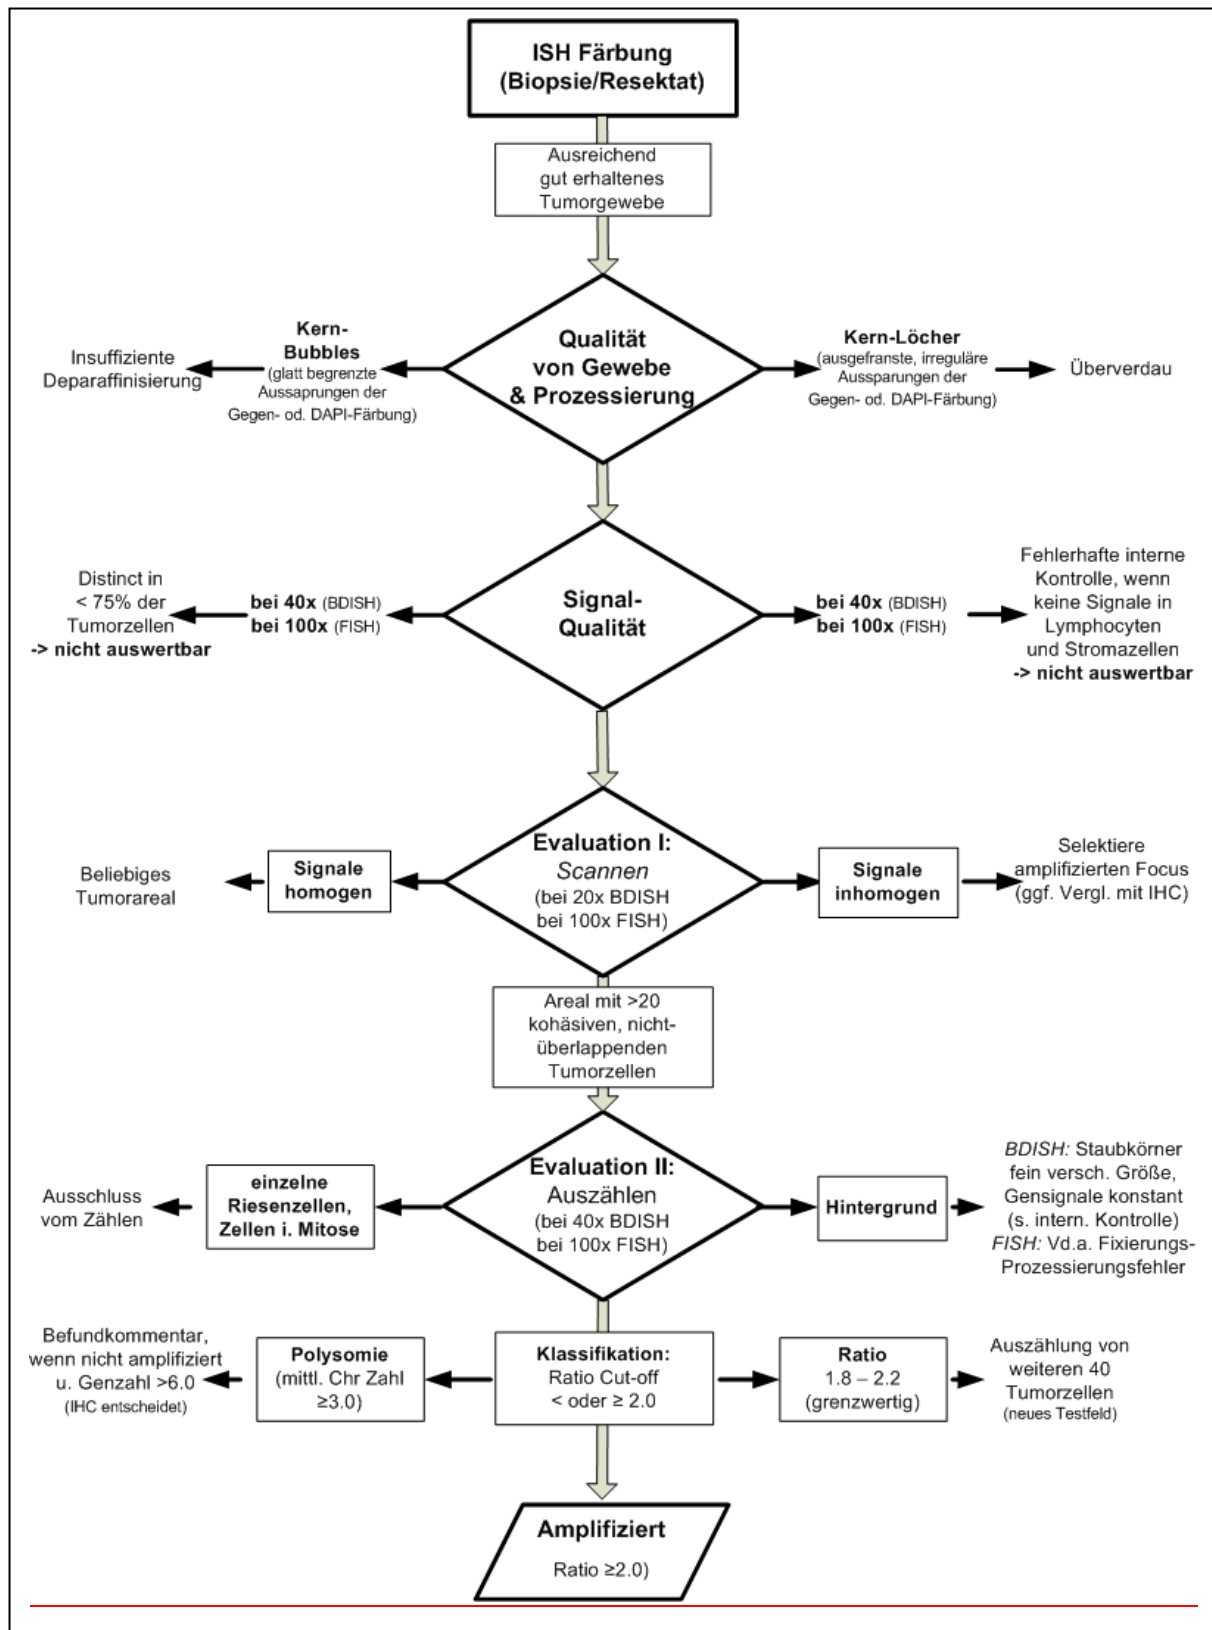 ISH Färbung
(Biopsie/Resektat)
Ausreichend
gut erhaltenes
Tumorgewebe
Insuffiziente
Deparaffinisierung
Kern-
Bubbles
(glatt begrenzte
Aussaprungen der
Gegen- od. DAPI-Färbung)
Qualität
von Gewebe
& Prozessierung
Kern-Löcher
(ausgefranste, irreguläre
Aussparungen der
Gegen- od. DAPI-Färbung)
Überverdau
Distinct in
< 75% der
Tumorzellen
-> nicht auswertbar
bei 40x (BDISH)
bei 100x (FISH)
Signal-
Qualität
bei 40x (BDISH)
bei 100x (FISH)
Fehlerhafte interne
Kontrolle, wenn
keine Signale in
Lymphocyten
und Stromazellen
-> nicht auswertbar
Beliebiges
Tumorareal
Signale
homogen
Evaluation I:
Scannen
(bei 20x BDISH
bei 100x FISH)
Signale
inhomogen
Selektiere
amplifizierten Focus
(ggf. Vergl. mit IHC)
Areal mit >20
kohäsiven, nicht-
überlappenden
Tumorzellen
Ausschluss
vom Zählen
einzelne
Riesenzellen,
Zellen i. Mitose
Evaluation II:
Auszählen
(bei 40x BDISH
bei 100x FISH)
Hintergrund
BDISH: Staubkörner
fein versch. Größe,
Gensignale konstant
(s. intern. Kontrolle)
FISH: Vd.a. Fixierungs-
Prozessierungsfehler
Befundkommentar,
wenn nicht amplifiziert
u. Genzahl >6.0
(IHC entscheidet)
Polysomie
(mittl. Chr Zahl
≥3.0)
Klassifikation:
Ratio Cut-off
< oder ≥ 2.0
Ratio
1.8 – 2.2
(grenzwertig)
Auszählung von
weiteren 40
Tumorzellen
(neues Testfeld)
Amplifiziert
Ratio ≥2.0)